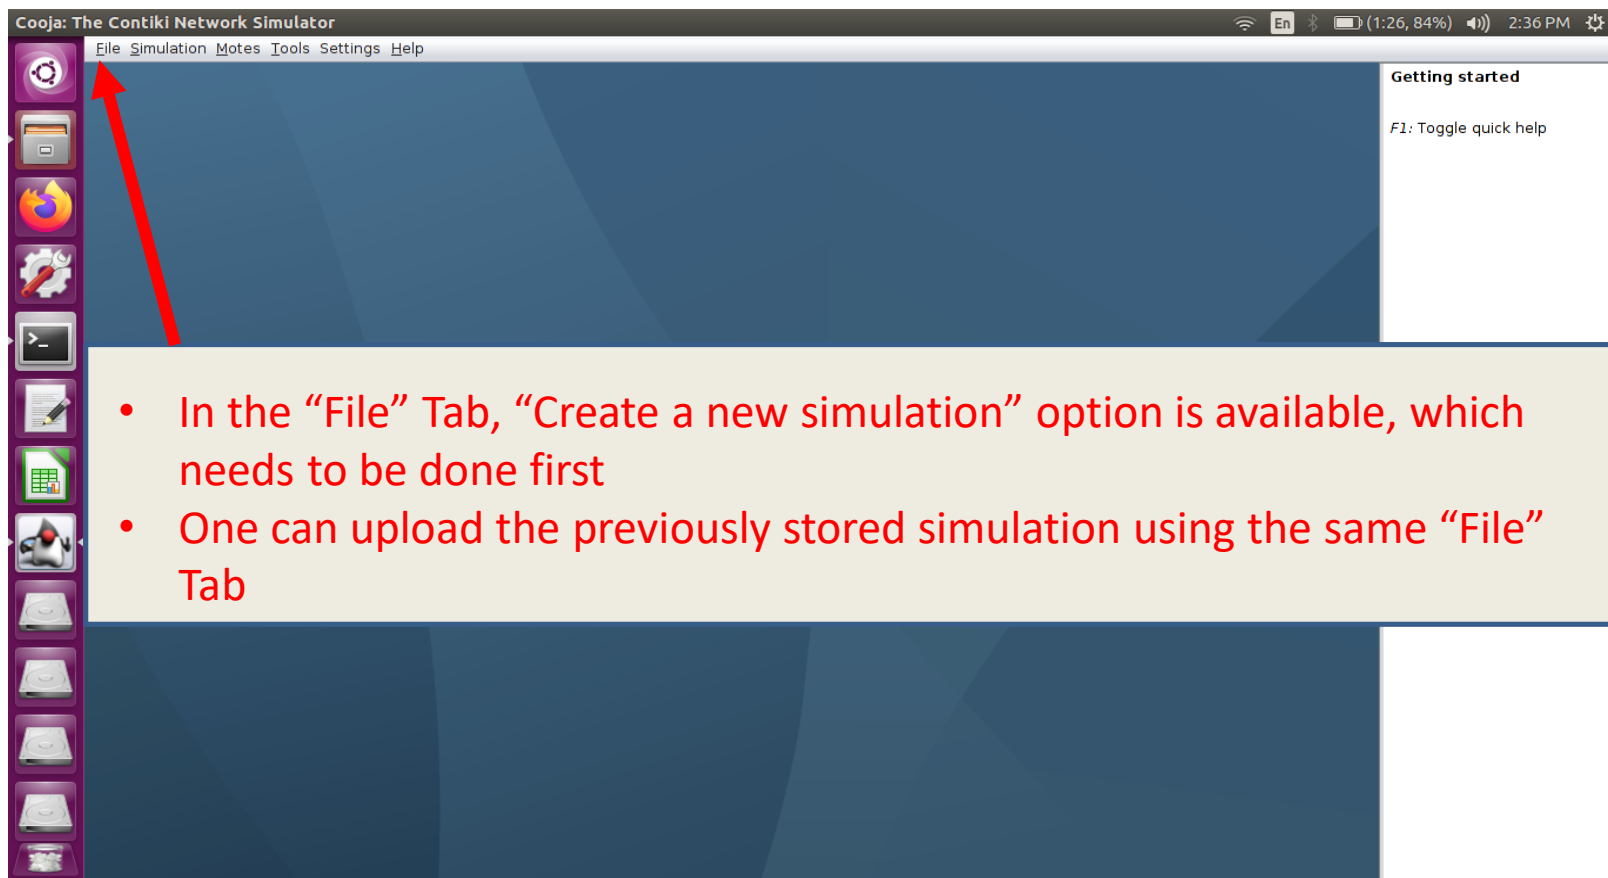 Cooja: The Contiki Network Simulator
En (1:26, 84%) 2:36 PM
File Simulation Motes Tools Settings Help
Getting started
F1: Toggle quick help
>_
• In the “File” Tab, “Create a new simulation” option is available, which
needs to be done first
• One can upload the previously stored simulation using the same “File”
Tab